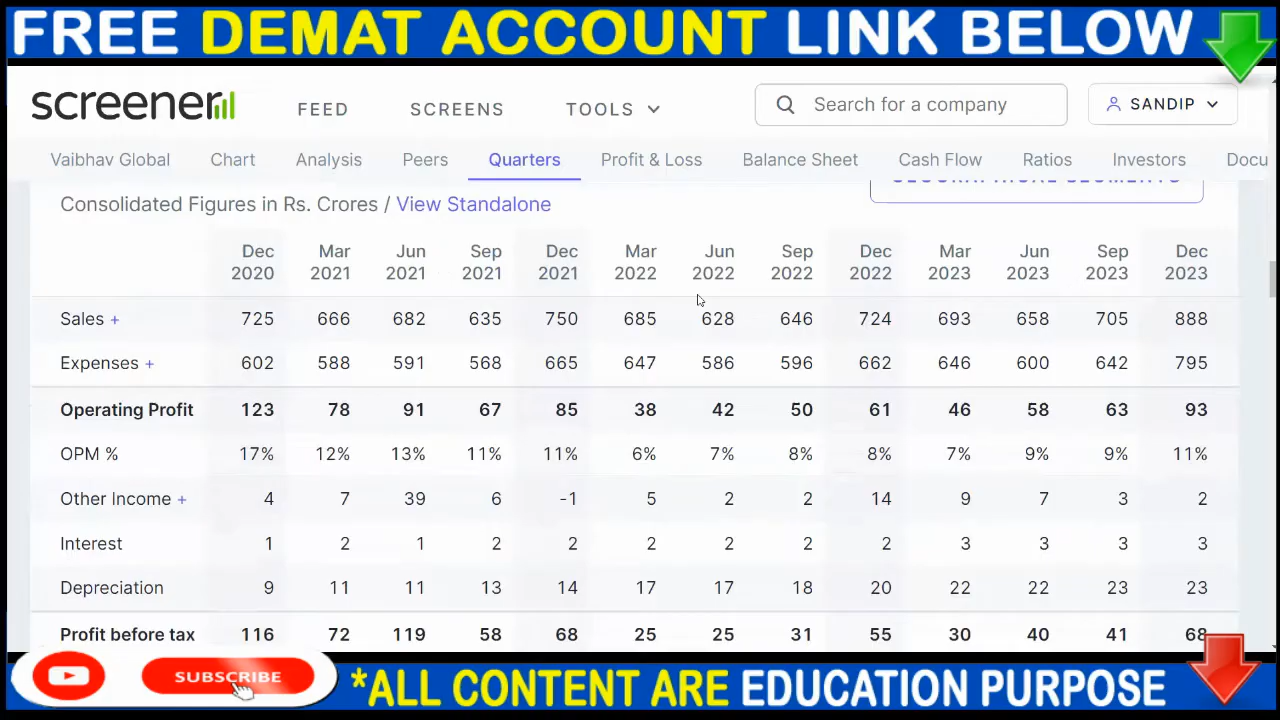 FREE DEMAT ACCOUNT LINK BELOW
screener FEED SCREENS TOOLS Search for a company SANDIP
Vaibhav Global Chart Analysis Peers Quarters Profit & Loss Balance Sheet Cash Flow Ratios Investors Docu
GEOGRAPHICAL SEGMENTS
Consolidated Figures in Rs. Crores / View Standalone
Dec 2020 Mar 2021 Jun 2021 Sep 2021 Dec 2021 Mar 2022 Jun 2022 Sep 2022 Dec 2022 Mar 2023 Jun 2023 Sep 2023 Dec 2023
Sales + 725 666 682 635 750 685 628 646 724 693 658 705 888
Expenses + 602 588 591 568 665 647 586 596 662 646 600 642 795
Operating Profit 123 78 91 67 85 38 42 50 61 46 58 63 93
OPM % 17% 12% 13% 11% 11% 6% 7% 8% 8% 7% 9% 9% 11%
Other Income + 4 7 39 6 -1 5 2 2 14 9 7 3 2
Interest 1 2 1 2 2 2 2 2 2 3 3 3 3
Depreciation 9 11 11 13 14 17 17 18 20 22 22 23 23
Profit before tax 116 72 119 58 68 25 25 31 55 30 40 41 68
SUBSCRIBE
*ALL CONTENT ARE EDUCATION PURPOSE